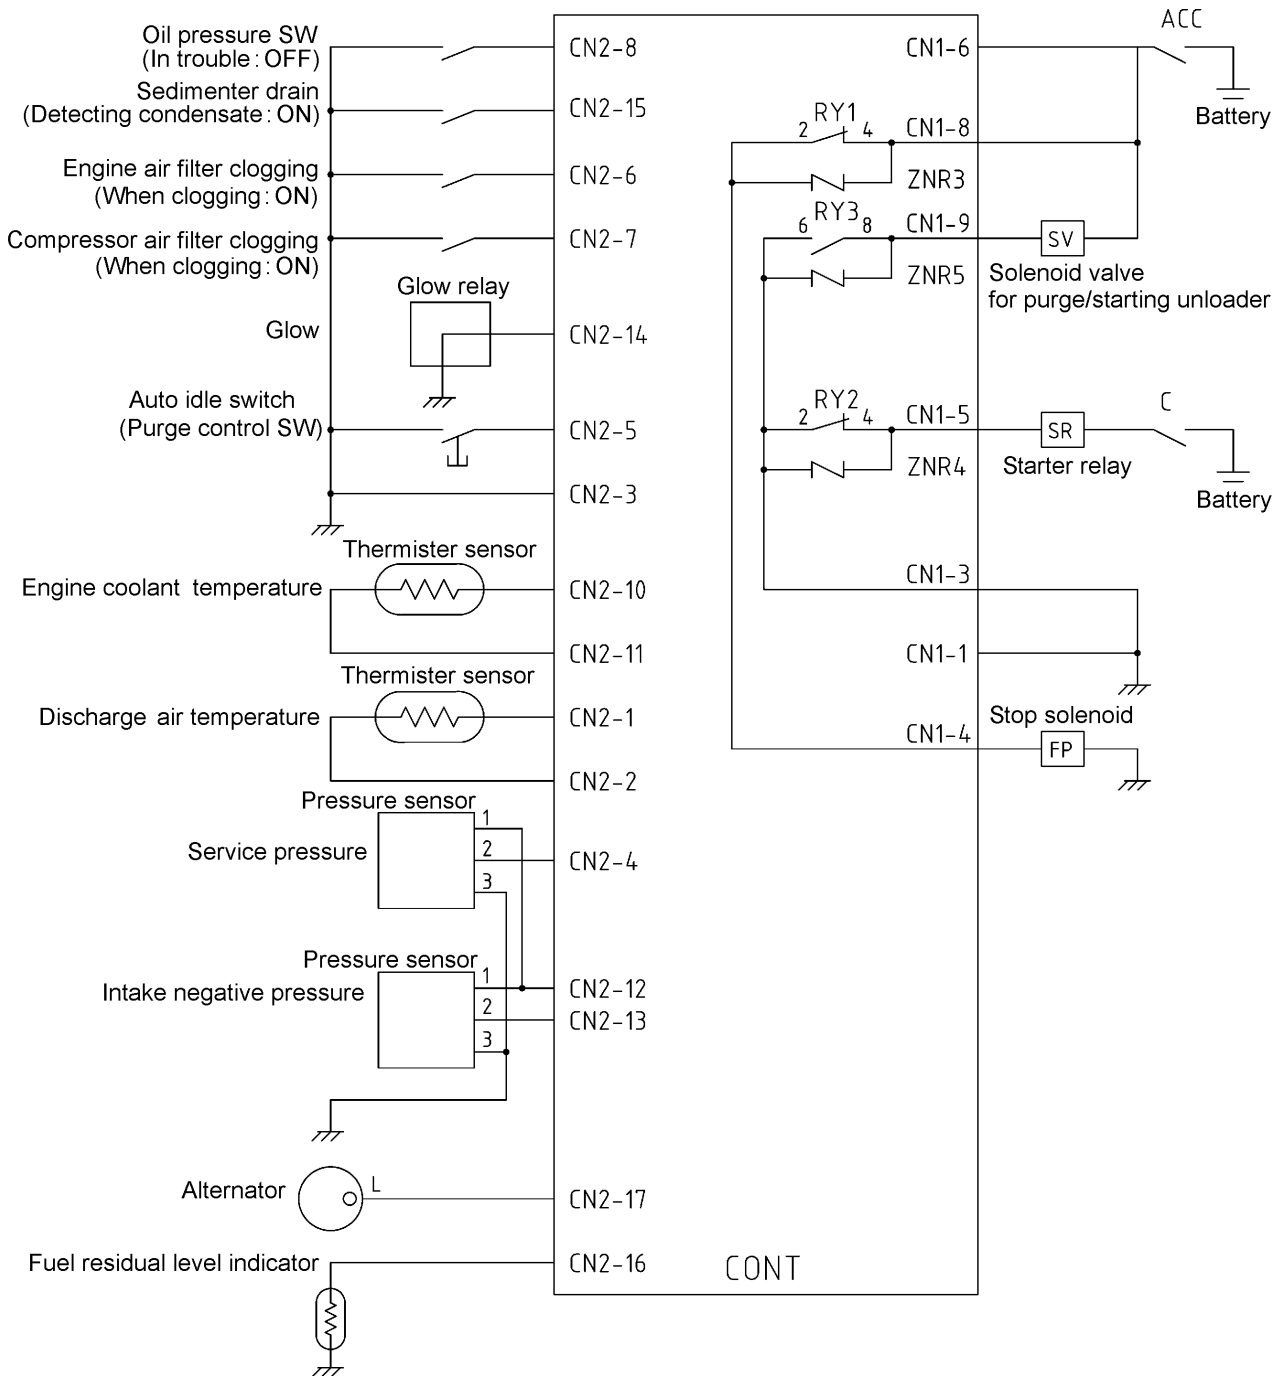 Oil pressure SW
(In trouble : OFF)
Sedimenter drain
(Detecting condensate : ON)
Engine air filter clogging
(When clogging : ON)
Compressor air filter clogging
(When clogging : ON)
Glow relay
Glow
Auto idle switch
(Purge control SW)
Thermister sensor
Engine coolant temperature
Thermister sensor
Discharge air temperature
Pressure sensor
1
Service pressure
2
3
Pressure sensor
1
Intake negative pressure
2
3
Alternator
L
Fuel residual level indicator
CN2-8
CN2-15
CN2-6
CN2-7
CN2-14
CN2-5
CN2-3
CN2-10
CN2-11
CN2-1
CN2-2
CN2-4
CN2-12
CN2-13
CN2-17
CN2-16
CONT
RY1
2 4
ZNR3
RY3
6 8
ZNR5
RY2
2 4
ZNR4
CN1-6
CN1-8
CN1-9
CN1-5
CN1-3
CN1-1
CN1-4
ACC
Battery
SV
Solenoid valve
for purge/starting unloader
C
SR
Starter relay
Battery
Stop solenoid
FP